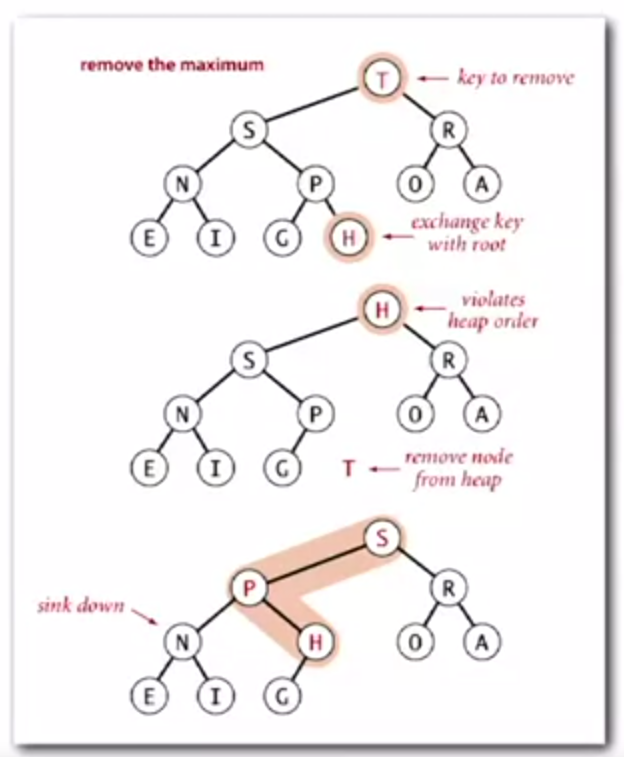 remove the maximum
T
key to remove
S
R
N
P
O
A
E
I
G
H
exchange key
with root
H
violates
heap order
S
R
N
P
O
A
E
I
G
T
remove node
from heap
S
P
R
sink down
N
H
O
A
E
I
G